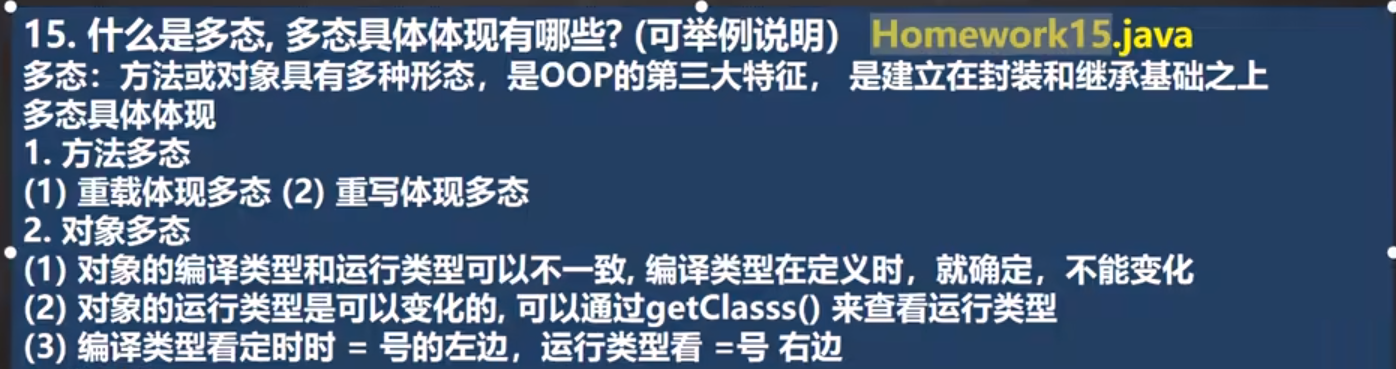 15. 什么是多态, 多态具体体现有哪些? (可举例说明)   Homework15.java
多态：方法或对象具有多种形态，是OOP的第三大特征， 是建立在封装和继承基础之上
多态具体体现
1. 方法多态
(1) 重载体现多态 (2) 重写体现多态
2. 对象多态
(1) 对象的编译类型和运行类型可以不一致, 编译类型在定义时，就确定，不能变化
(2) 对象的运行类型是可以变化的, 可以通过getClasss() 来查看运行类型
(3) 编译类型看定时时 = 号的左边，运行类型看 =号 右边